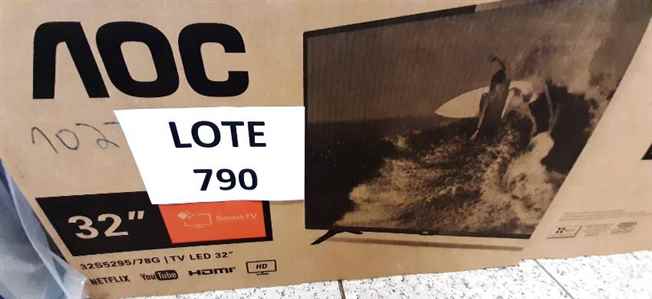 AOC
1027
LOTE
790
32"
Smart TV
32S5295/78G | TV LED 32"
NETFLIX YouTube HDMI HD